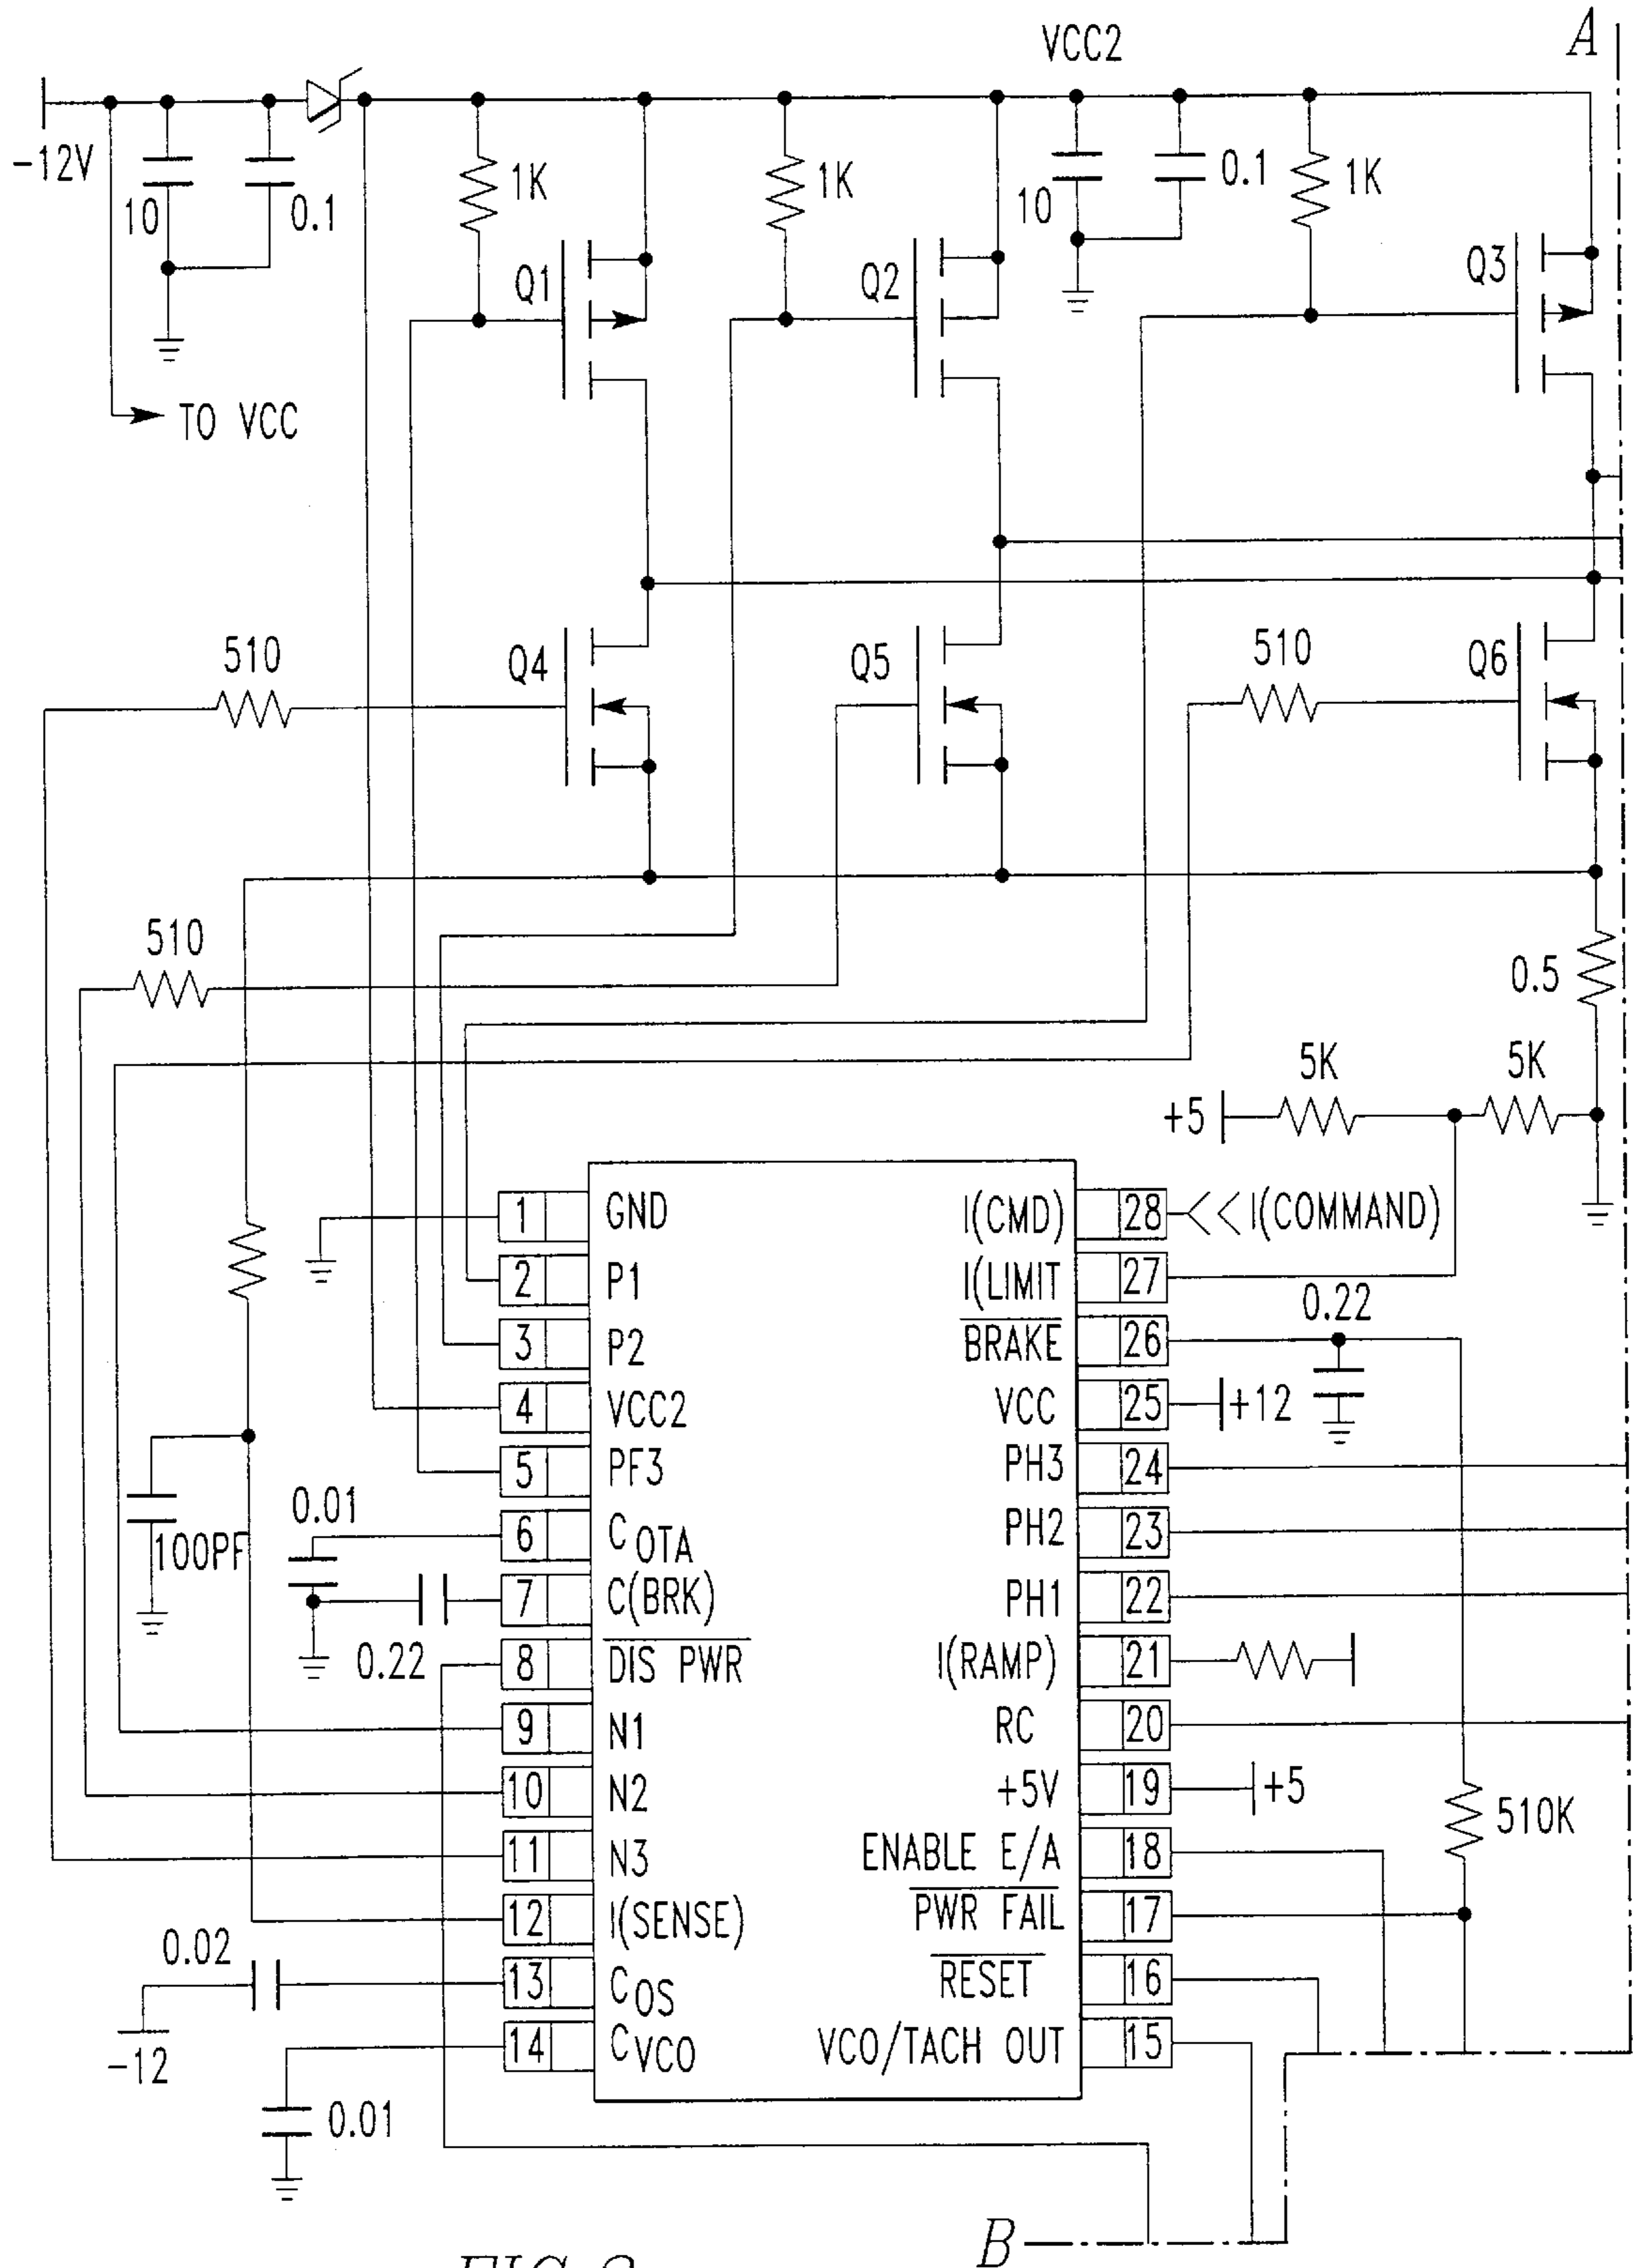 A
VCC2
-12V
10
0.1
1K
1K
10
0.1
1K
Q1
Q2
Q3
TO VCC
510
Q4
Q5
510
Q6
510
0.5
5K
5K
+5
1 GND
I(CMD) 28 <<I(COMMAND)
2 P1
I(LIMIT 27
3 P2
BRAKE 26
0.22
4 VCC2
VCC 25 +12
5 PF3
PH3 24
100PF
0.01
6 COTA
PH2 23
7 C(BRK)
PH1 22
0.22
8 DIS PWR
I(RAMP) 21
9 N1
RC 20
10 N2
+5V 19 +5
510K
11 N3
ENABLE E/A 18
12 I(SENSE)
PWR FAIL 17
0.02
13 COS
RESET 16
-12
14 CVCO
VCO/TACH OUT 15
0.01
B